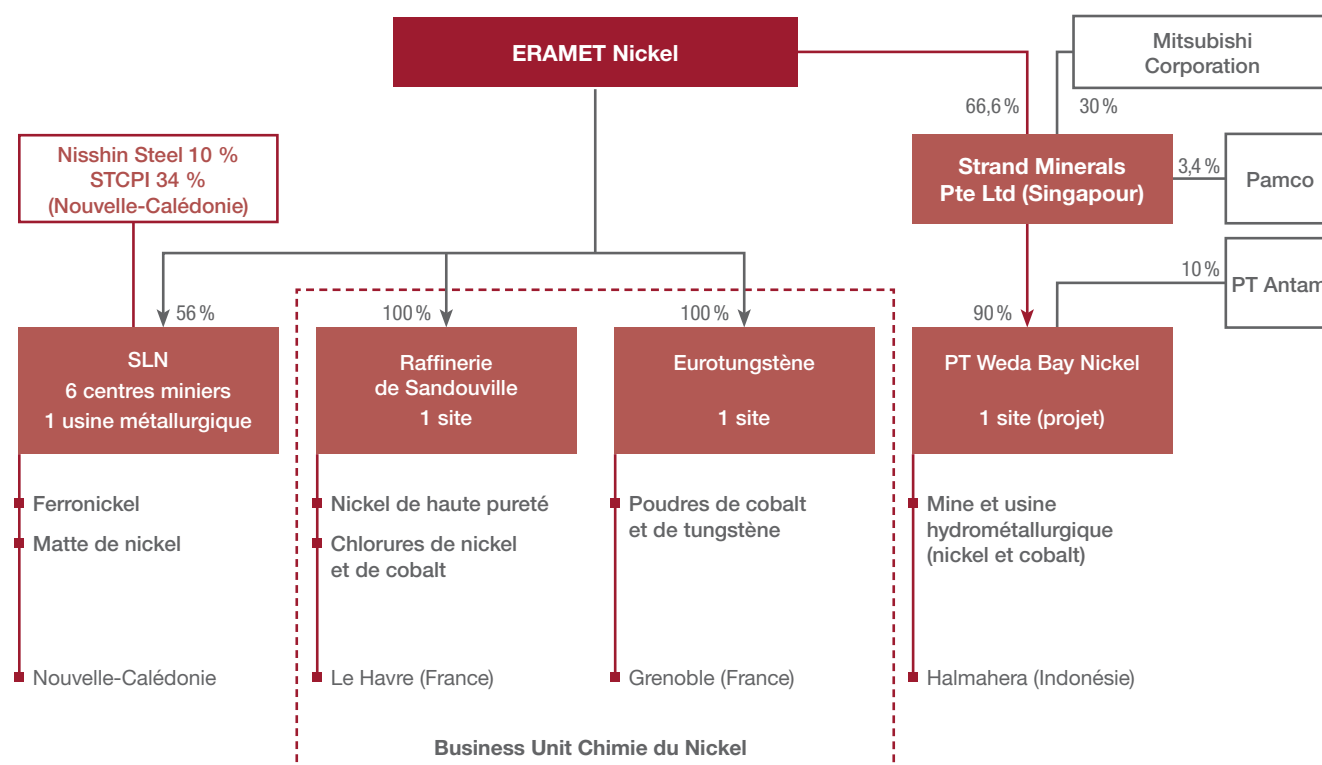 ERAMET Nickel
Mitsubishi
Corporation
66,6 %
30 %
Nisshin Steel 10 %
STCPI 34 %
(Nouvelle-Calédonie)
Strand Minerals
Pte Ltd (Singapour)
3,4 %
Pamco
10 %
PT Antam
56 %
100 %
100 %
90 %
SLN
6 centres miniers
1 usine métallurgique
Raffinerie
de Sandouville
1 site
Eurotungstène
1 site
PT Weda Bay Nickel
1 site (projet)
Ferronickel
Matte de nickel
Nouvelle-Calédonie
Nickel de haute pureté
Chlorures de nickel
et de cobalt
Le Havre (France)
Poudres de cobalt
et de tungstène
Grenoble (France)
Mine et usine
hydrométallurgique
(nickel et cobalt)
Halmahera (Indonésie)
Business Unit Chimie du Nickel